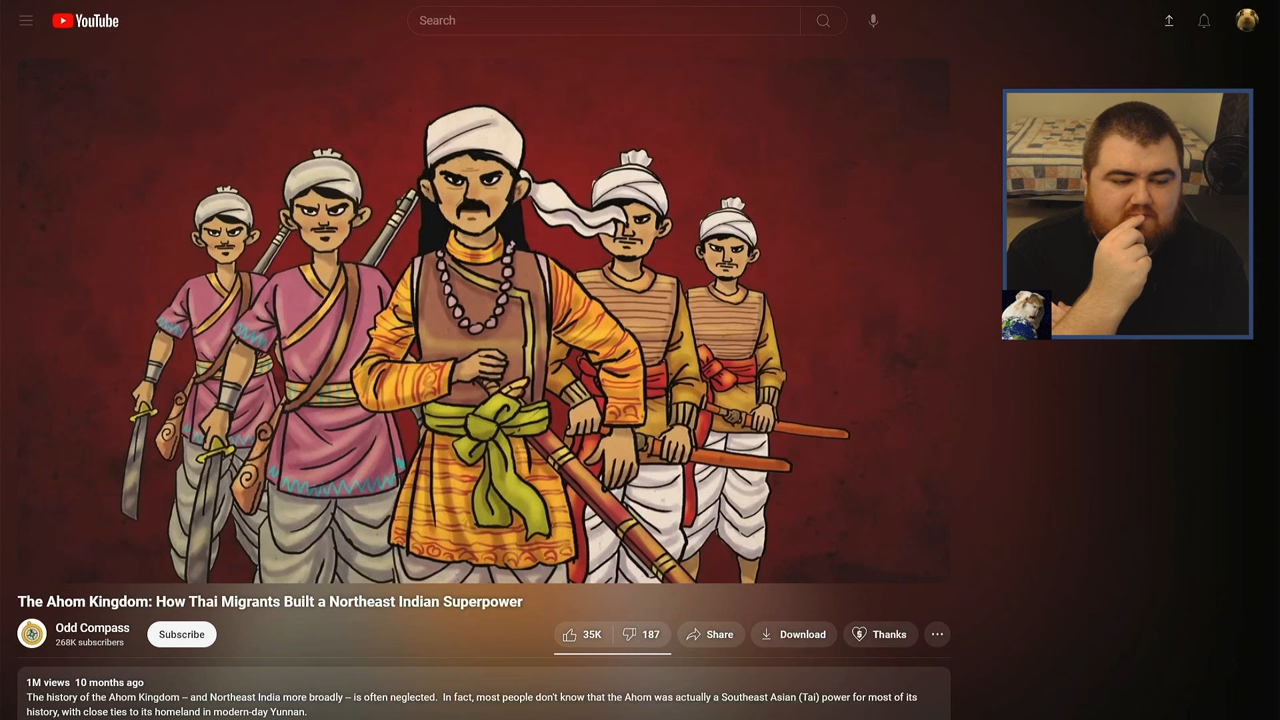 YouTube
Search
The Ahom Kingdom: How Thai Migrants Built a Northeast Indian Superpower
Odd Compass
268K subscribers
Subscribe
35K
187
Share
Download
Thanks
1M views 10 months ago
The history of the Ahom Kingdom – and Northeast India more broadly – is often neglected. In fact, most people don't know that the Ahom was actually a Southeast Asian (Tai) power for most of its
history, with close ties to its homeland in modern-day Yunnan.